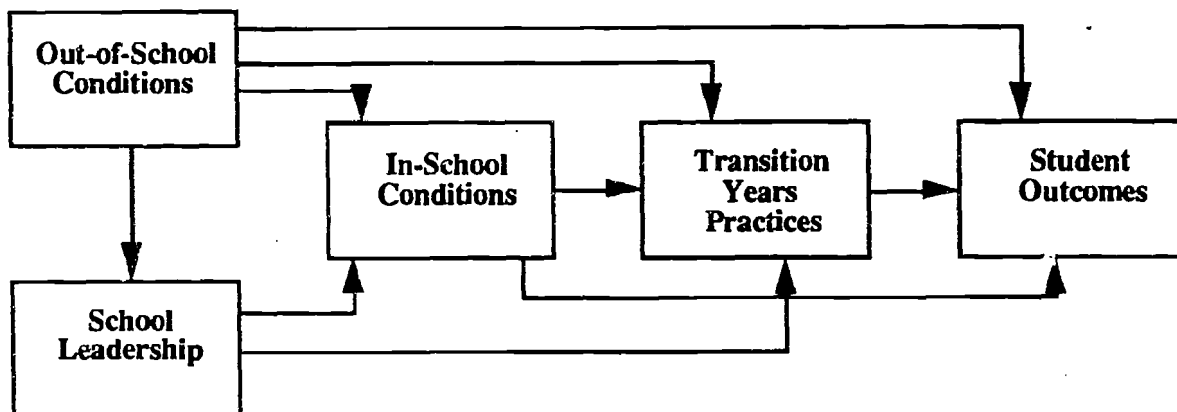 Out-of-School
Conditions
In-School
Conditions
Transition
Years
Practices
Student
Outcomes
School
Leadership